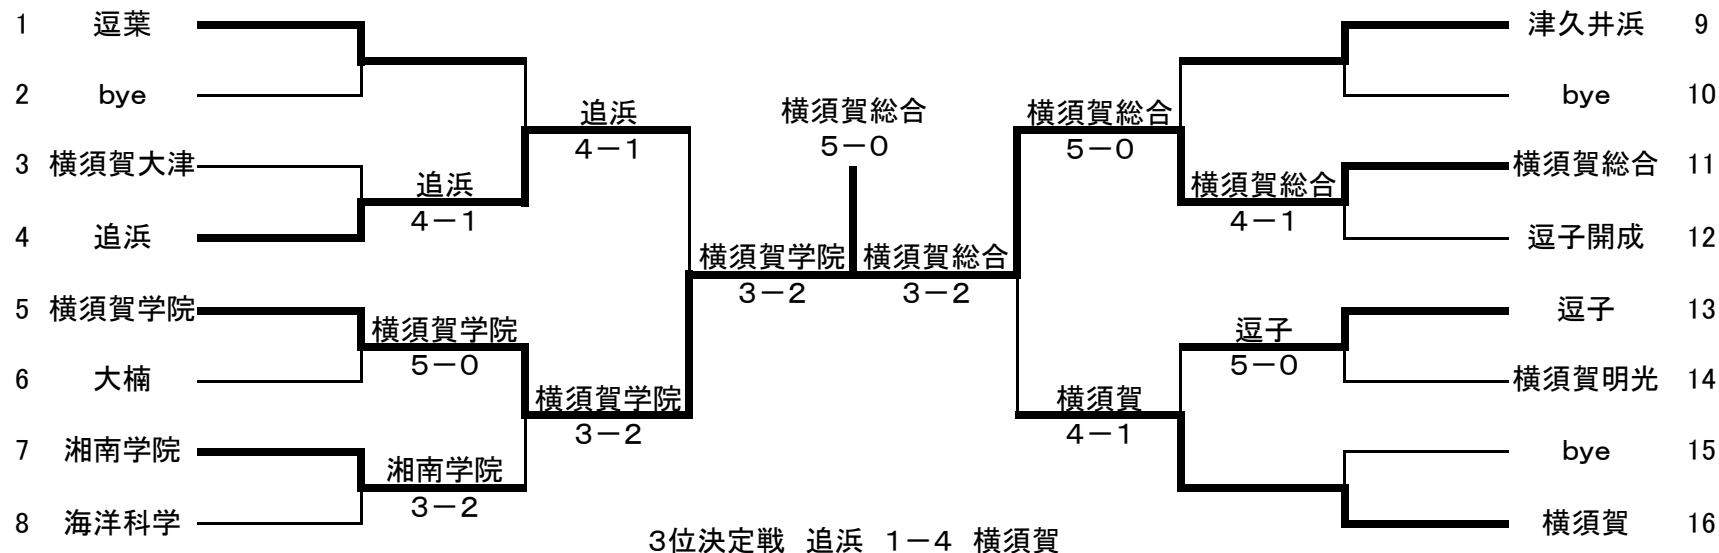 1 逗葉
2 bye
3 横須賀大津
4 追浜
5 横須賀学院
6 大楠
7 湘南学院
8 海洋科学
追浜
4－1
横須賀学院
5－0
湘南学院
3－2
追浜
4－1
横須賀学院
3－2
横須賀学院
3－2
横須賀総合
5－0
横須賀総合
3－2
横須賀総合
5－0
横須賀
4－1
横須賀総合
4－1
逗子
5－0
津久井浜 9
bye 10
横須賀総合 11
逗子開成 12
逗子 13
横須賀明光 14
bye 15
横須賀 16
3位決定戦 追浜 1－4 横須賀